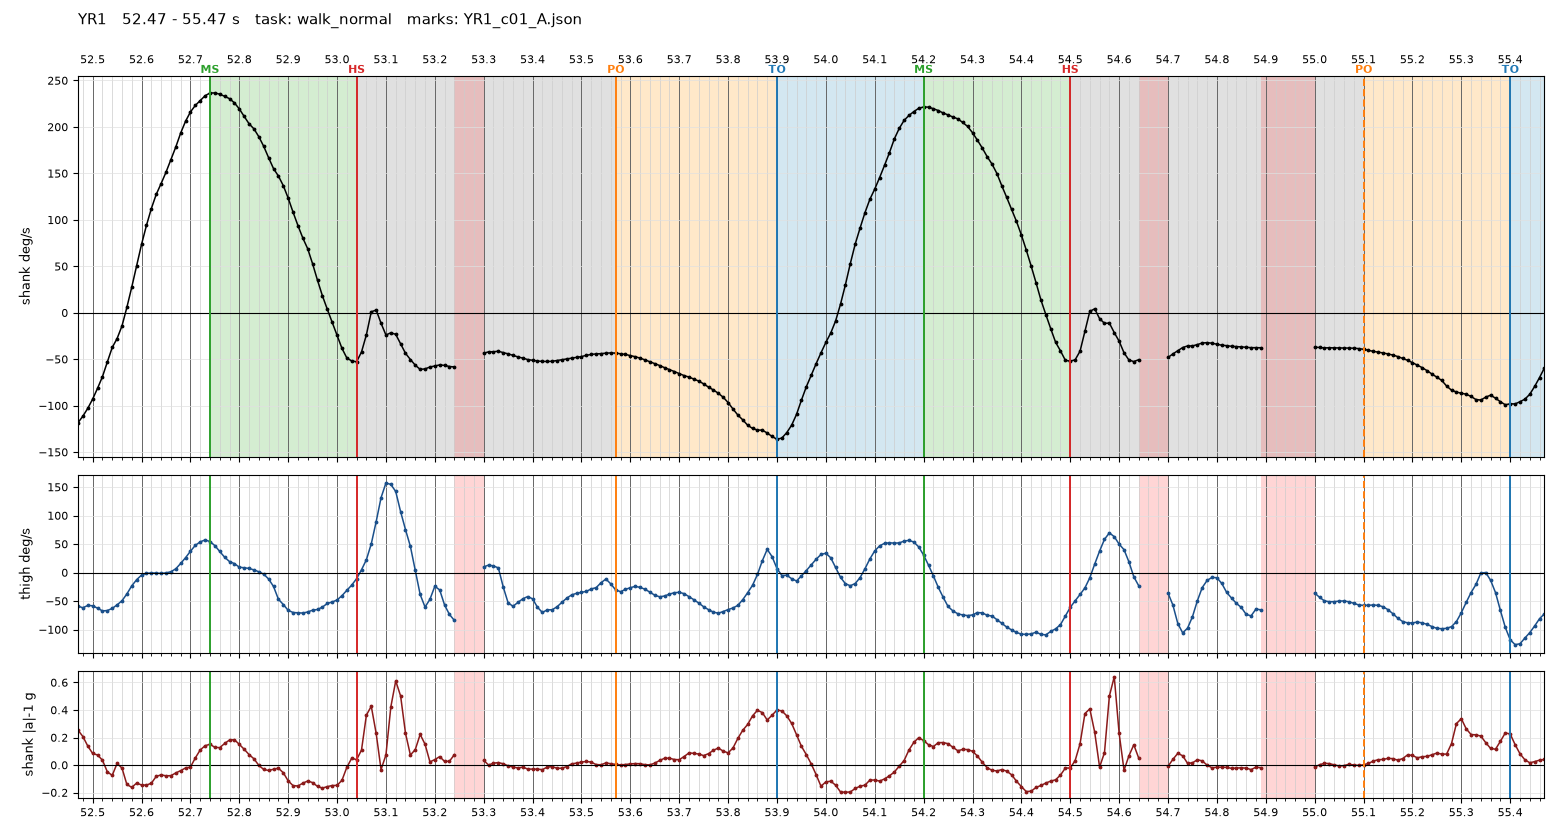 YR1   52.47 - 55.47 s   task: walk_normal   marks: YR1_c01_A.json
52.5 52.6 52.7 52.8 52.9 53.0 53.1 53.2 53.3 53.4 53.5 53.6 53.7 53.8 53.9 54.0 54.1 54.2 54.3 54.4 54.5 54.6 54.7 54.8 54.9 55.0 55.1 55.2 55.3 55.4
MS HS PO TO MS HS PO TO
250
200
150
100
50
0
−50
−100
−150
shank deg/s
150
100
50
0
−50
−100
thigh deg/s
0.6
0.4
0.2
0.0
−0.2
shank |a|-1 g
52.5 52.6 52.7 52.8 52.9 53.0 53.1 53.2 53.3 53.4 53.5 53.6 53.7 53.8 53.9 54.0 54.1 54.2 54.3 54.4 54.5 54.6 54.7 54.8 54.9 55.0 55.1 55.2 55.3 55.4